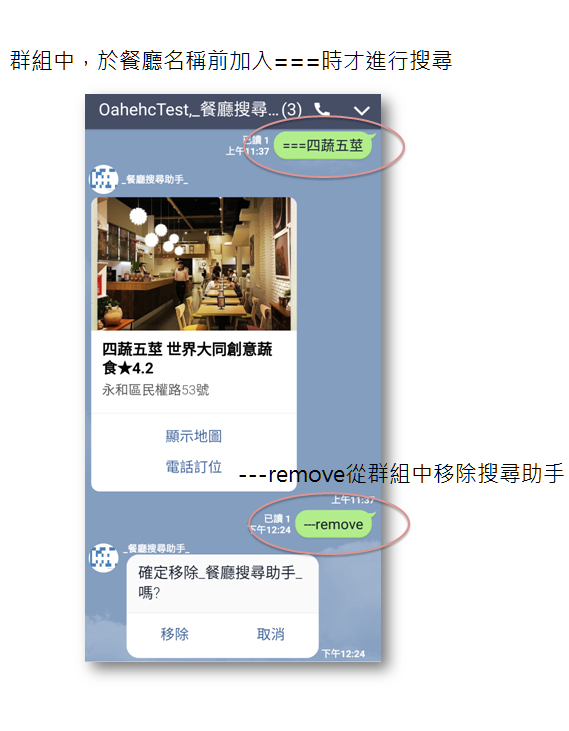 群組中，於餐廳名稱前加入===時才進行搜尋
OahehcTest,_餐廳搜尋...(3)
已讀 1
上午11:37
===四蔬五莖
_餐廳搜尋助手_
四蔬五莖 世界大同創意蔬
食★4.2
永和區民權路53號
顯示地圖
電話訂位
---remove從群組中移除搜尋助手
上午11:37
已讀 1
下午12:24
---remove
_餐廳搜尋助手_
確定移除_餐廳搜尋助手_
嗎?
移除
取消
下午12:24